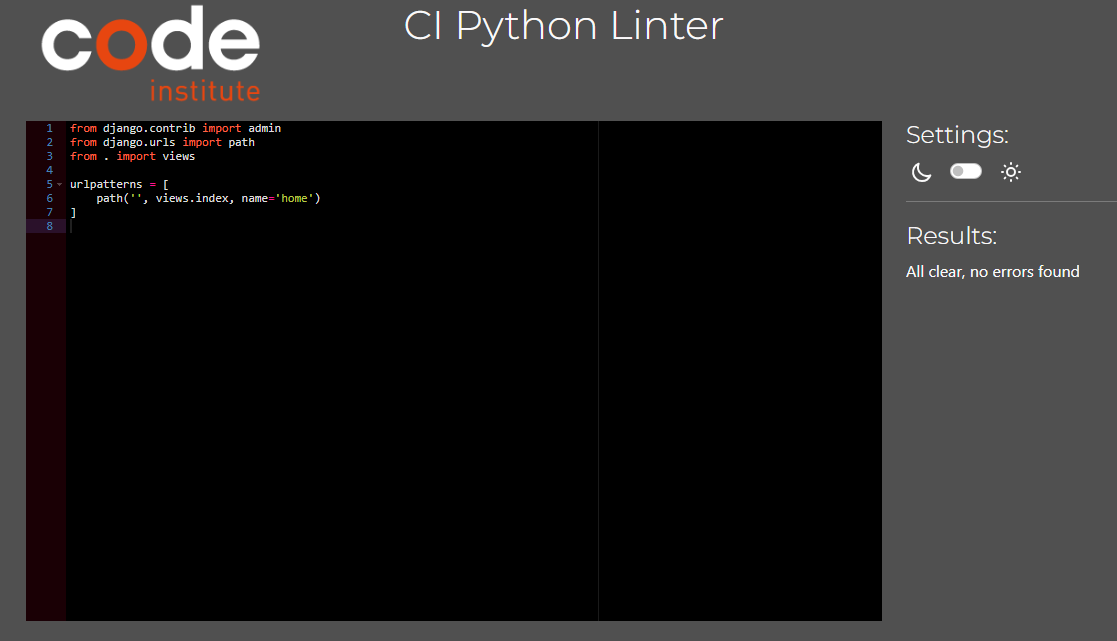 code
institute
CI Python Linter
1 from django.contrib import admin
2 from django.urls import path
3 from . import views
4
5 urlpatterns = [
6     path('', views.index, name='home')
7 ]
8
Settings:
Results:
All clear, no errors found